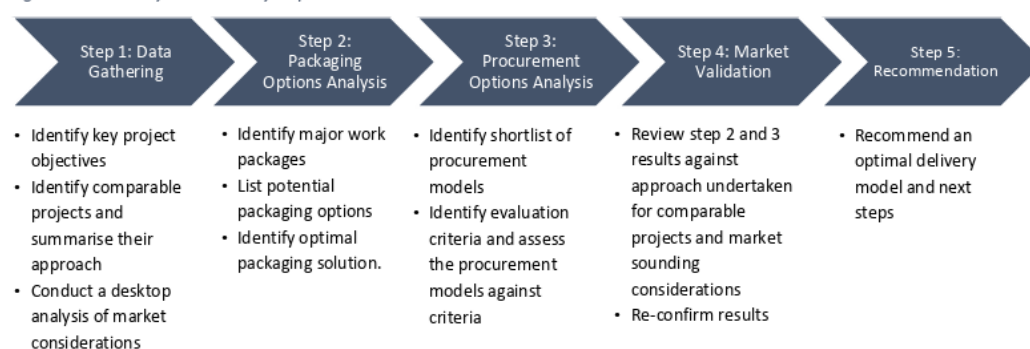 Step 1: Data
Gathering
Step 2:
Packaging
Options Analysis
Step 3:
Procurement
Options Analysis
Step 4: Market
Validation
Step 5:
Recommendation
• Identify key project
objectives
• Identify comparable
projects and
summarise their
approach
• Conduct a desktop
analysis of market
considerations
• Identify major work
packages
• List potential
packaging options
• Identify optimal
packaging solution.
• Identify shortlist of
procurement
models
• Identify evaluation
criteria and assess
the procurement
models against
criteria
• Review step 2 and 3
results against
approach undertaken
for comparable
projects and market
sounding
considerations
• Re-confirm results
• Recommend an
optimal delivery
model and next
steps